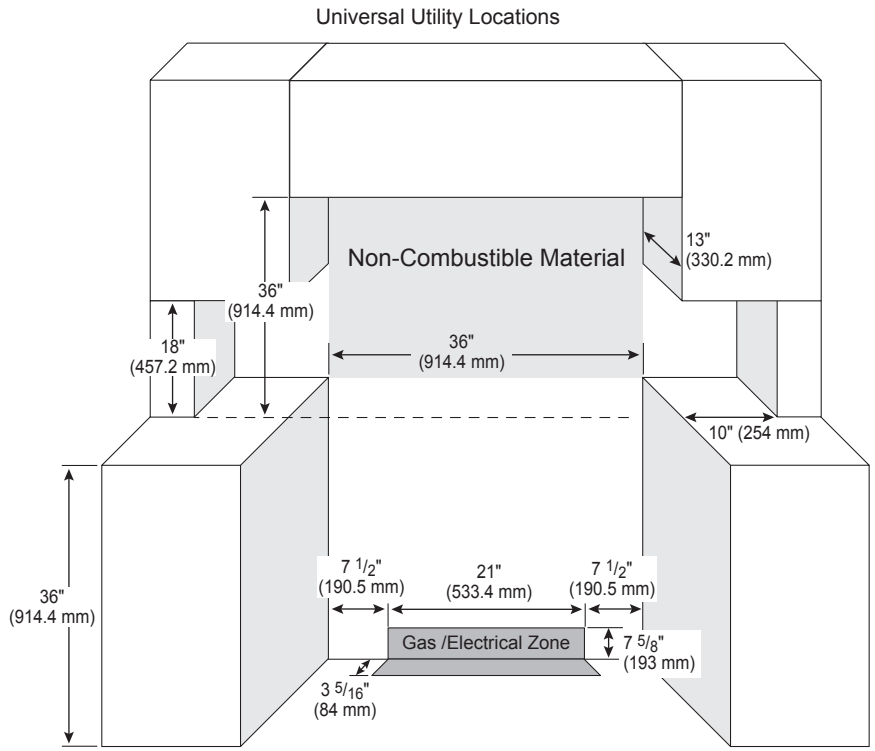 Universal Utility Locations
13"
(330.2 mm)
Non-Combustible Material
36"
(914.4 mm)
18"
(457.2 mm)
36"
(914.4 mm)
10" (254 mm)
7 1/2"
(190.5 mm)
21"
(533.4 mm)
7 1/2"
(190.5 mm)
36"
(914.4 mm)
Gas /Electrical Zone
7 5/8"
(193 mm)
3 5/16"
(84 mm)